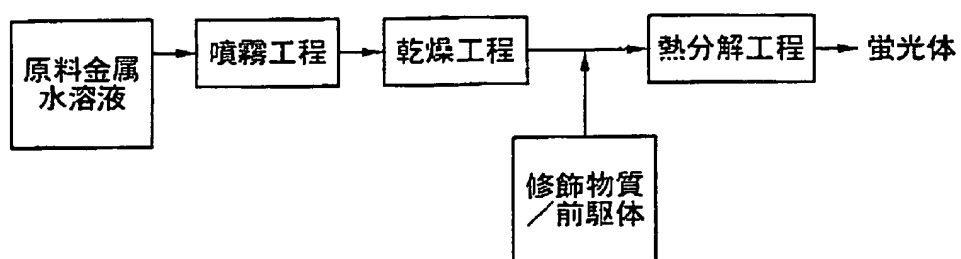 原料金属
水溶液
噴霧工程
乾燥工程
熱分解工程
蛍光体
修飾物質
／前駆体